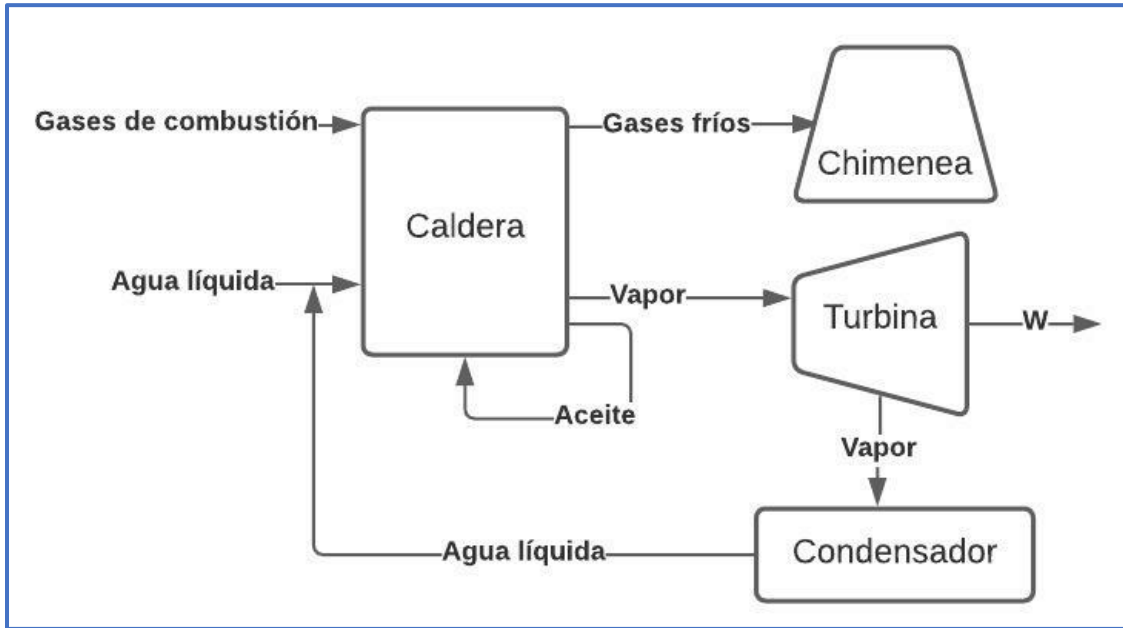 Gases de combustión
Gases fríos
Chimenea
Caldera
Agua líquida
Vapor
Turbina
W
Aceite
Vapor
Agua líquida
Condensador